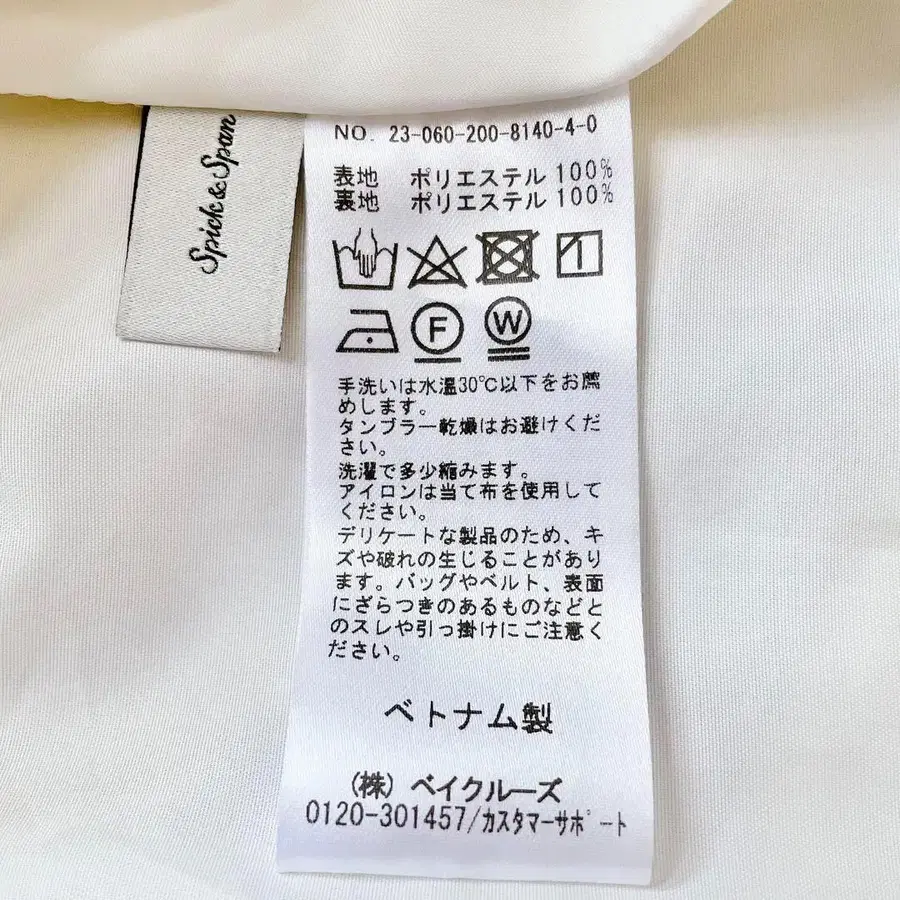 Spick & Span
NO. 23-060-200-8140-4-0
表地 ポリエステル 100%
裏地 ポリエステル 100%
F
W
手洗いは水温30℃以下をお薦
めします。
タンブラー乾燥はお避けくだ
さい。
洗濯で多少縮みます。
アイロンは当て布を使用して
ください。
デリケートな製品のため、キ
ズや破れの生じることがあり
ます。バッグやベルト、表面
にざらつきのあるものなどと
のスレや引っ掛けにご注意く
ださい。
ベトナム製
(株) ベイクルーズ
0120-301457/カスタマーサポート